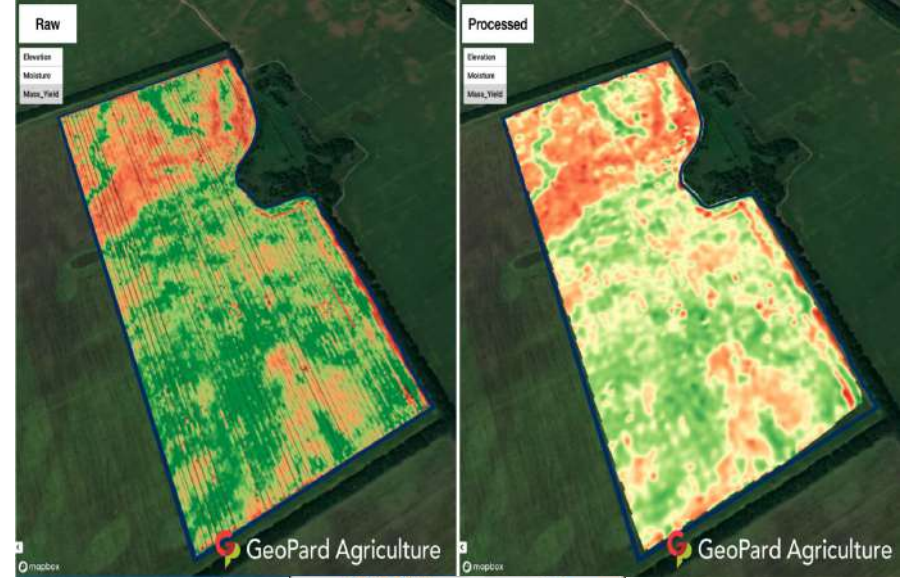 Raw
Elevation
Moisture
Mass_Yield
GeoPard Agriculture
mapbox
Processed
Elevation
Moisture
Mass_Yield
GeoPard Agriculture
mapbox